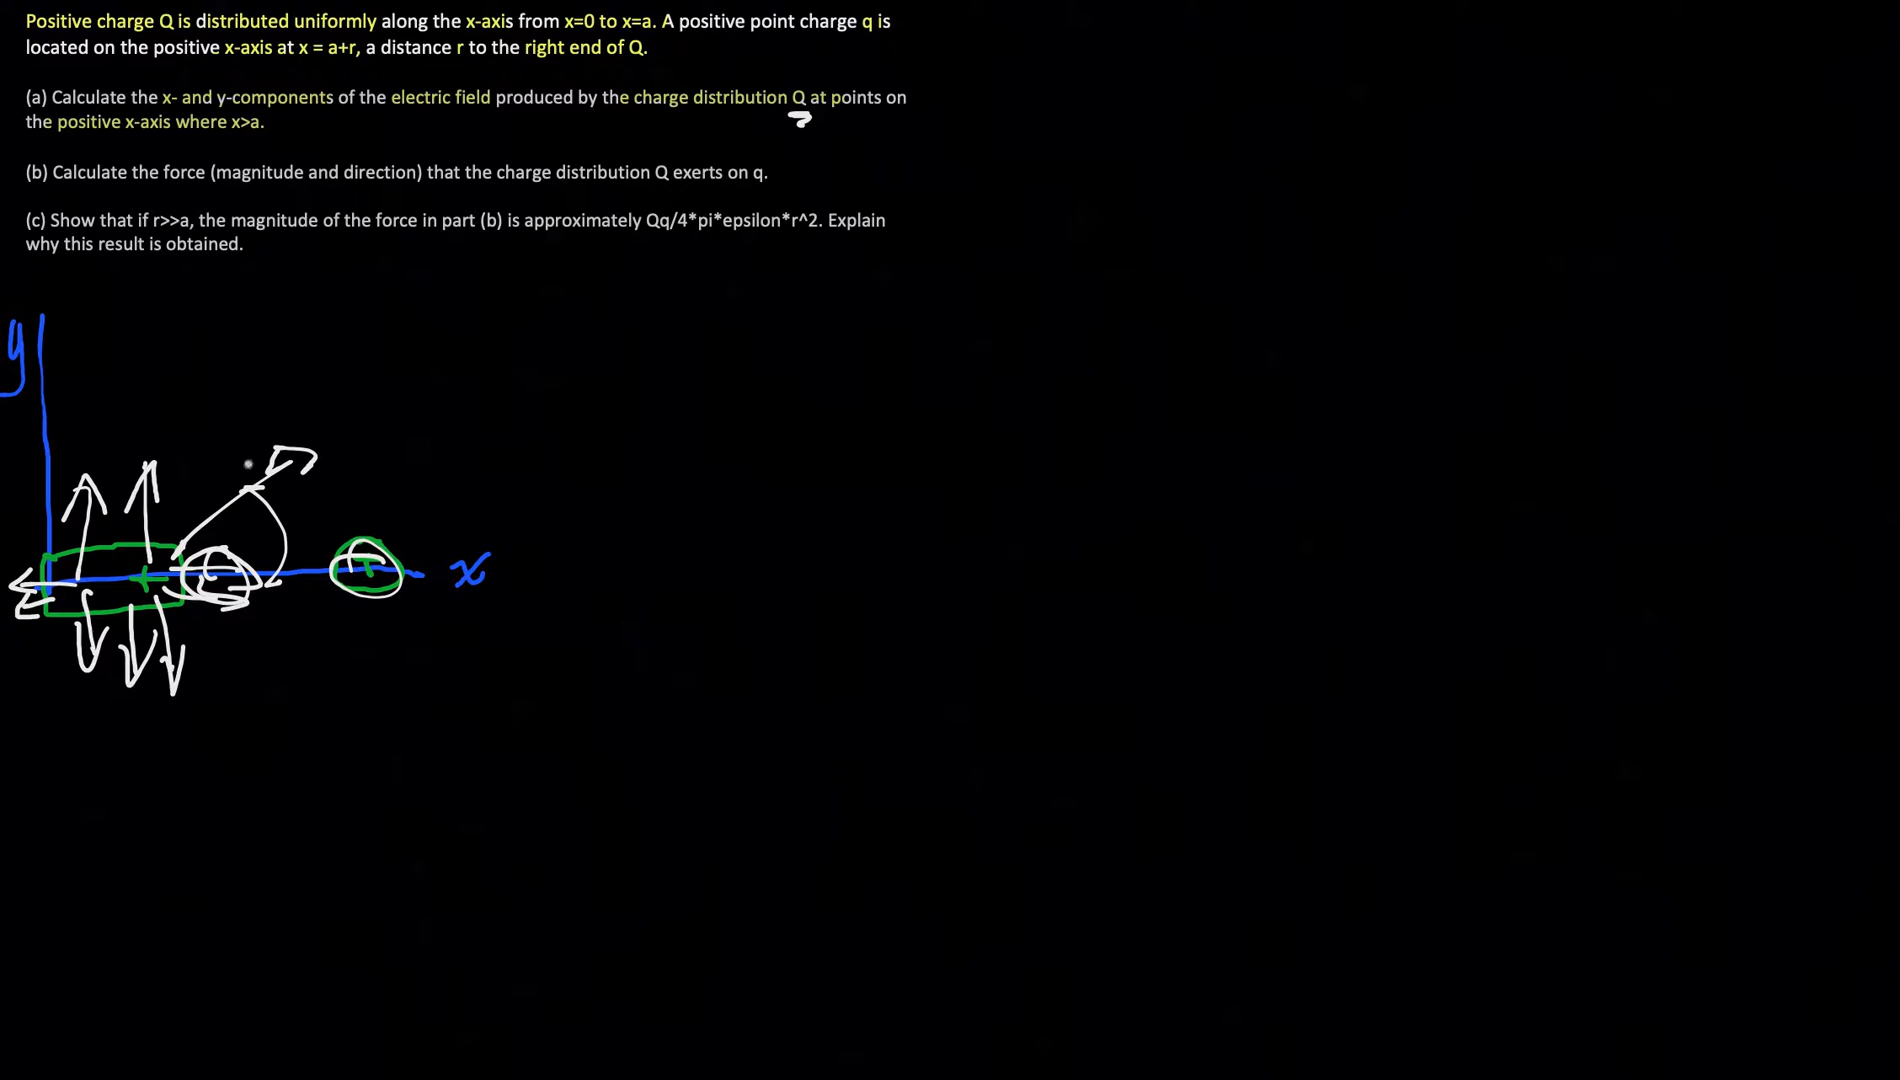 Positive charge Q is distributed uniformly along the x-axis from x=0 to x=a. A positive point charge q is
located on the positive x-axis at x = a+r, a distance r to the right end of Q.
(a) Calculate the x- and y-components of the electric field produced by the charge distribution Q at points on
the positive x-axis where x>a.
(b) Calculate the force (magnitude and direction) that the charge distribution Q exerts on q.
(c) Show that if r>>a, the magnitude of the force in part (b) is approximately Qq/4*pi*epsilon*r^2. Explain
why this result is obtained.
y
+
+
x